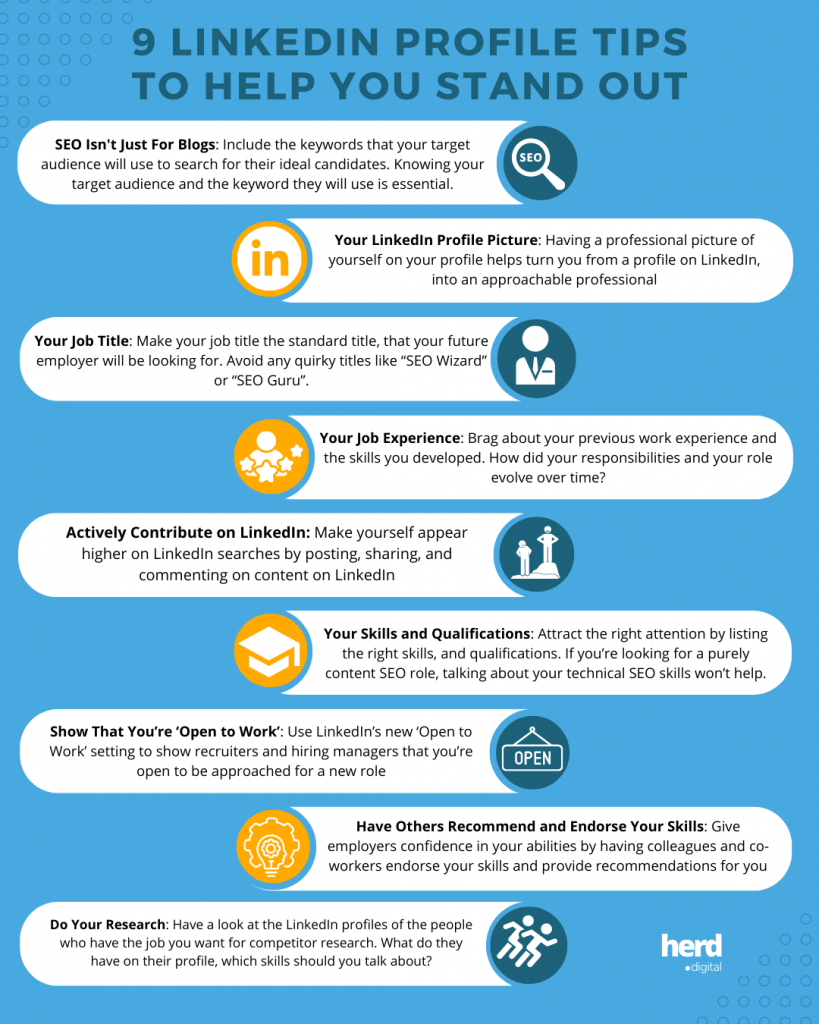 9 LINKEDIN PROFILE TIPS
TO HELP YOU STAND OUT
SEO Isn't Just For Blogs: Include the keywords that your target
audience will use to search for their ideal candidates. Knowing your
target audience and the keyword they will use is essential.
SEO
in
Your LinkedIn Profile Picture: Having a professional picture of
yourself on your profile helps turn you from a profile on LinkedIn,
into an approachable professional
Your Job Title: Make your job title the standard title, that your future
employer will be looking for. Avoid any quirky titles like “SEO Wizard”
or “SEO Guru”.
Your Job Experience: Brag about your previous work experience and
the skills you developed. How did your responsibilities and your role
evolve over time?
Actively Contribute on LinkedIn: Make yourself appear
higher on LinkedIn searches by posting, sharing, and
commenting on content on LinkedIn
Your Skills and Qualifications: Attract the right attention by listing
the right skills, and qualifications. If you’re looking for a purely
content SEO role, talking about your technical SEO skills won’t help.
Show That You’re ‘Open to Work’: Use LinkedIn’s new ‘Open to
Work’ setting to show recruiters and hiring managers that you’re
open to be approached for a new role
OPEN
Have Others Recommend and Endorse Your Skills: Give
employers confidence in your abilities by having colleagues and co-
workers endorse your skills and provide recommendations for you
Do Your Research: Have a look at the LinkedIn profiles of the people
who have the job you want for competitor research. What do they
have on their profile, which skills should you talk about?
herd
.digital